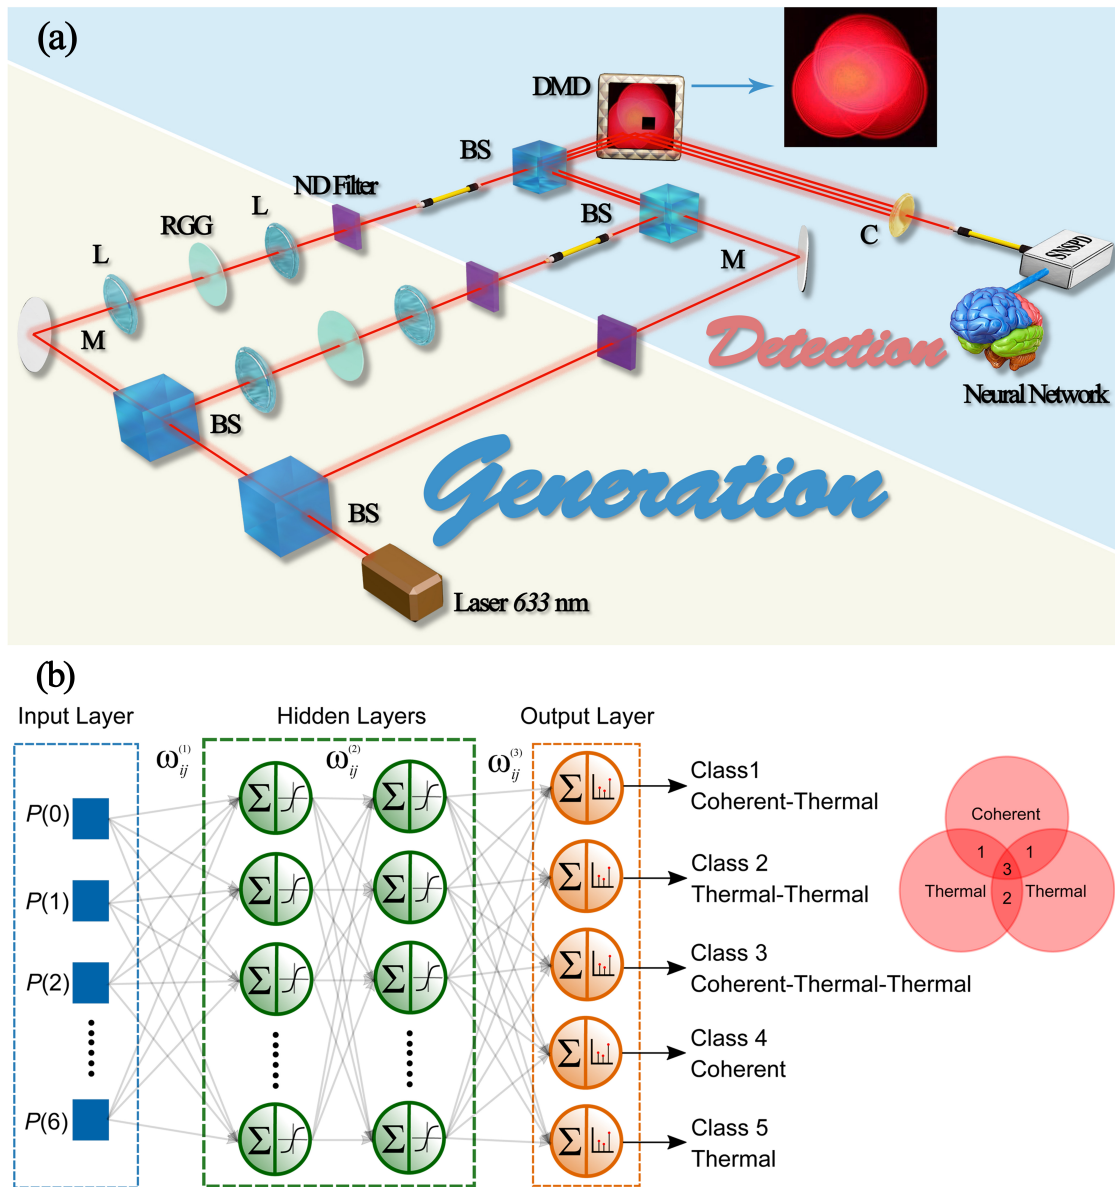 (a)
DMD
BS
ND Filter
L
RGG
L
BS
M
C
SNSPD
M
Detection
Neural Network
BS
Generation
BS
Laser 633 nm
(b)
Input Layer
Hidden Layers
Output Layer
ω ij (1)
ω ij (2)
ω ij (3)
P(0)
P(1)
P(2)
P(6)
Σ Σ Σ
Σ Σ Σ
Σ Σ Σ
Σ
Σ Σ Σ
Class1
Coherent-Thermal
Class 2
Thermal-Thermal
Class 3
Coherent-Thermal-Thermal
Class 4
Coherent
Class 5
Thermal
Coherent
1 1
3
Thermal Thermal
2